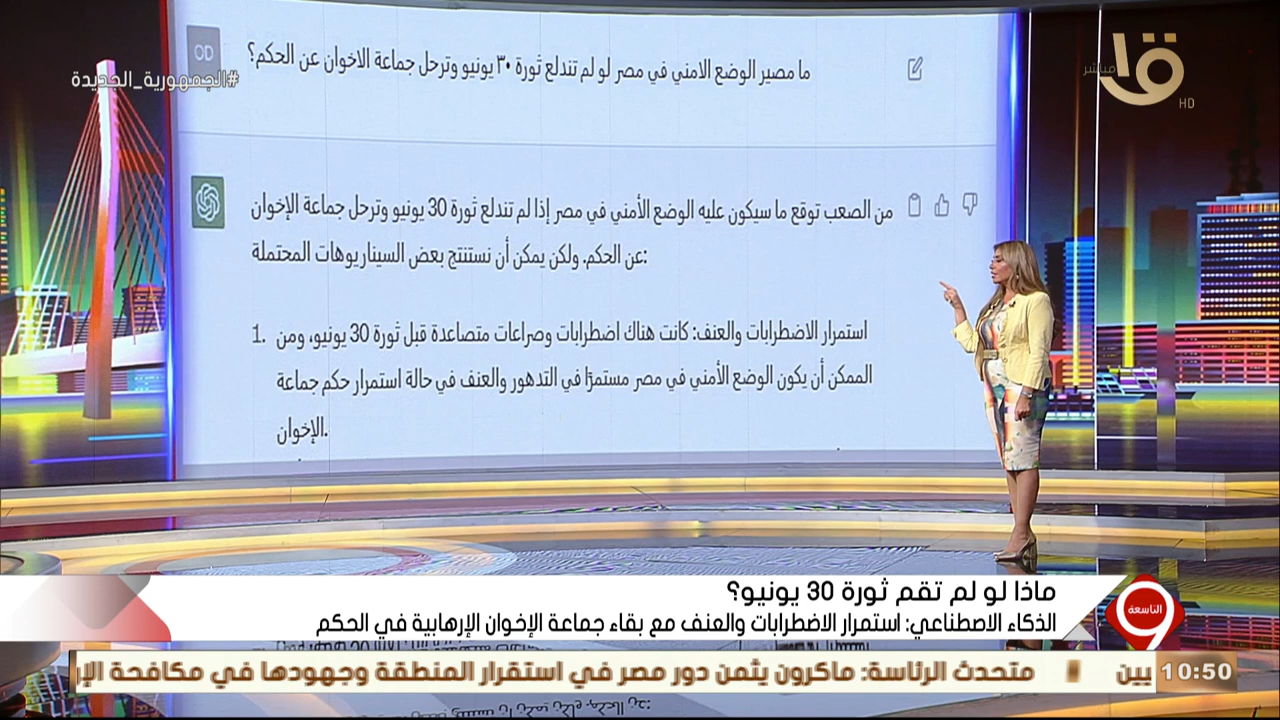 #الجمهورية_الجديدة
مباشر
HD
OD
ما مصير الوضع الامني في مصر لو لم تندلع ثورة ٣٠ يونيو وترحل جماعة الاخوان عن الحكم؟
من الصعب توقع ما سيكون عليه الوضع الأمني في مصر إذا لم تندلع ثورة 30 يونيو وترحل جماعة الإخوان
عن الحكم. ولكن يمكن أن نستنتج بعض السيناريوهات المحتملة:
1. استمرار الاضطرابات والعنف: كانت هناك اضطرابات وصراعات متصاعدة قبل ثورة 30 يونيو، ومن
الممكن أن يكون الوضع الأمني في مصر مستمرًا في التدهور والعنف في حالة استمرار حكم جماعة
الإخوان.
ماذا لو لم تقم ثورة 30 يونيو؟
الذكاء الاصطناعي: استمرار الاضطرابات والعنف مع بقاء جماعة الإخوان الإرهابية في الحكم
التاسعة
9
10:50 يين متحدث الرئاسة: ماكرون يثمن دور مصر في استقرار المنطقة وجهودها في مكافحة الإر